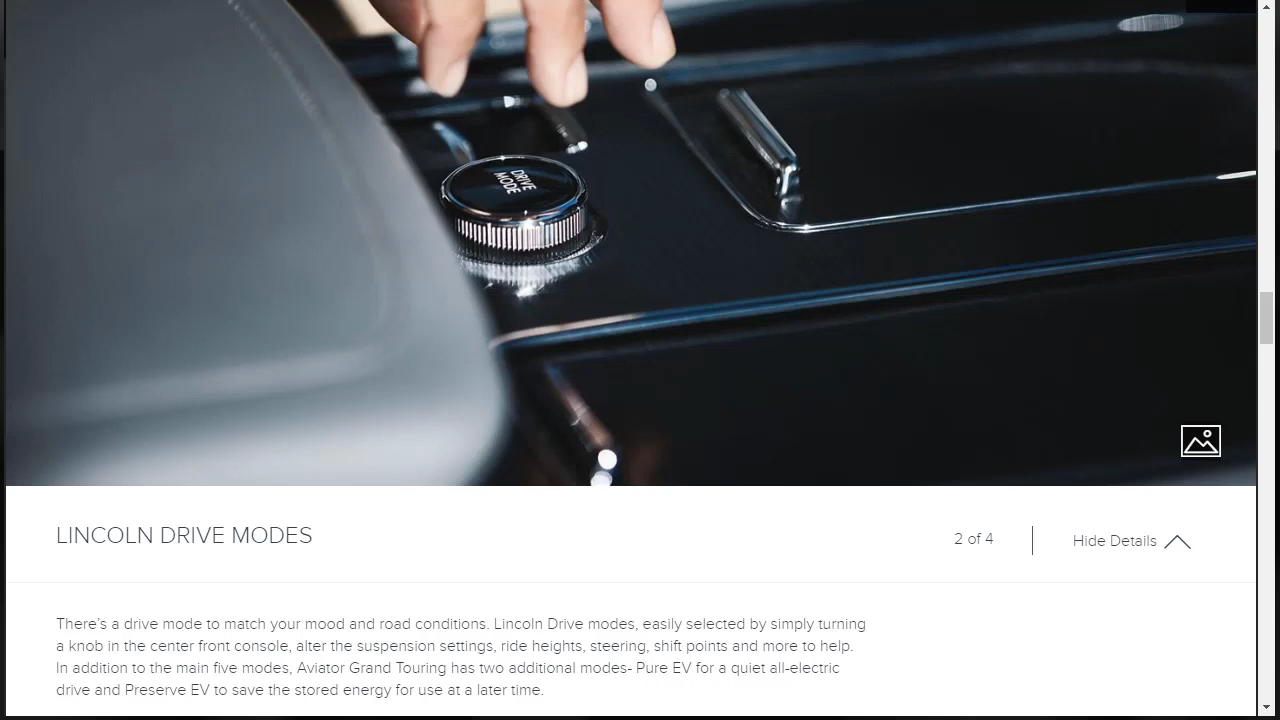 DRIVE
MODE
LINCOLN DRIVE MODES
2 of 4
Hide Details
There's a drive mode to match your mood and road conditions. Lincoln Drive modes, easily selected by simply turning
a knob in the center front console, alter the suspension settings, ride heights, steering, shift points and more to help.
In addition to the main five modes, Aviator Grand Touring has two additional modes- Pure EV for a quiet all-electric
drive and Preserve EV to save the stored energy for use at a later time.